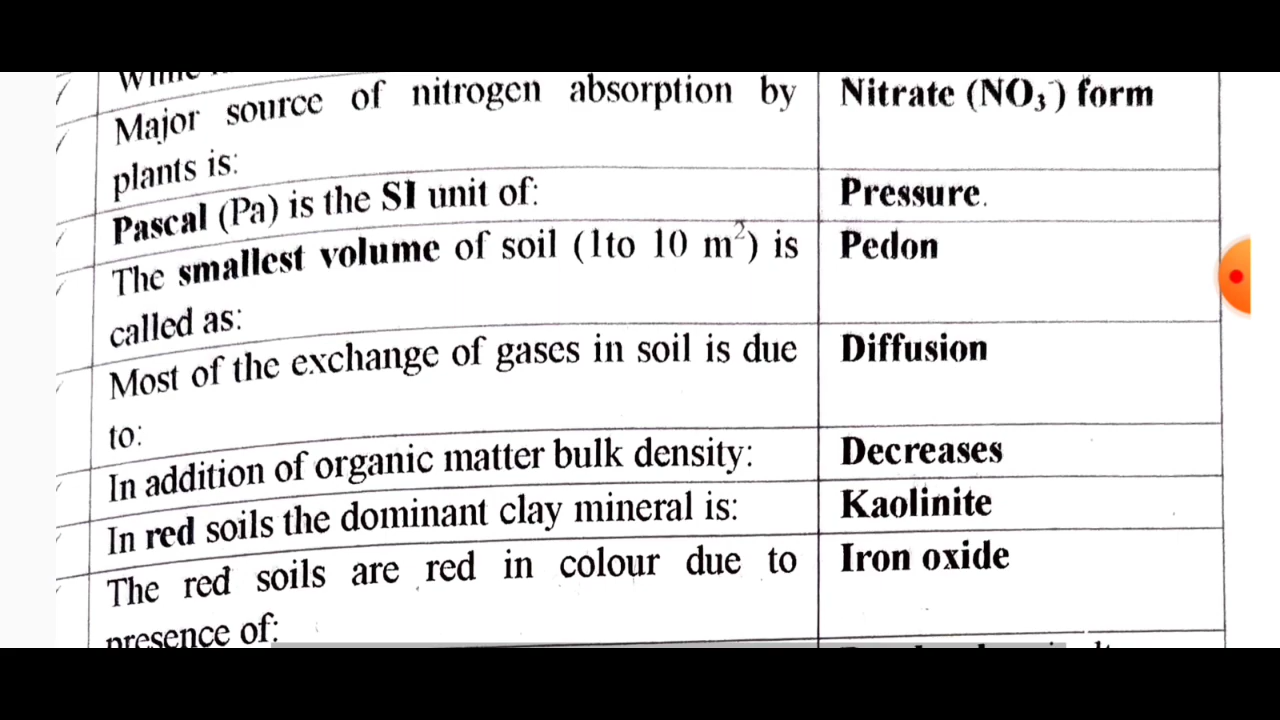 Major source of nitrogen absorption by
plants is:
Nitrate (NO₃⁻) form
Pascal (Pa) is the SI unit of:
Pressure.
The smallest volume of soil (1to 10 m²) is
called as:
Pedon
Most of the exchange of gases in soil is due
to:
Diffusion
In addition of organic matter bulk density:
Decreases
In red soils the dominant clay mineral is:
Kaolinite
The red soils are red in colour due to
presence of:
Iron oxide